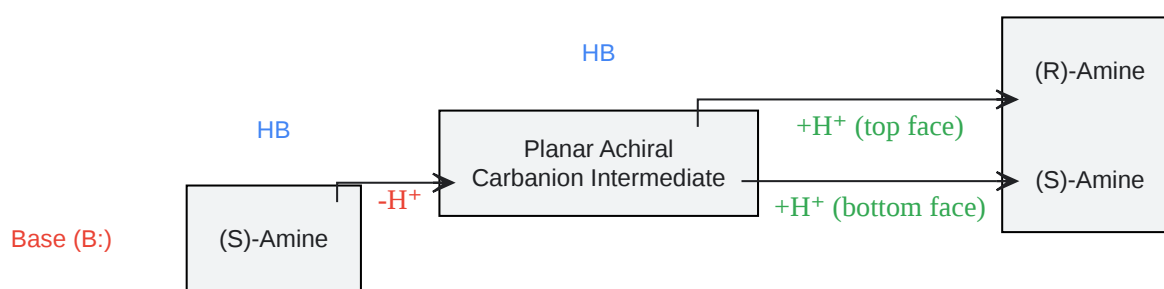 HB
HB
Base (B:)
(S)-Amine
-H⁺
Planar Achiral
Carbanion Intermediate
+H⁺ (top face)
+H⁺ (bottom face)
(R)-Amine
(S)-Amine